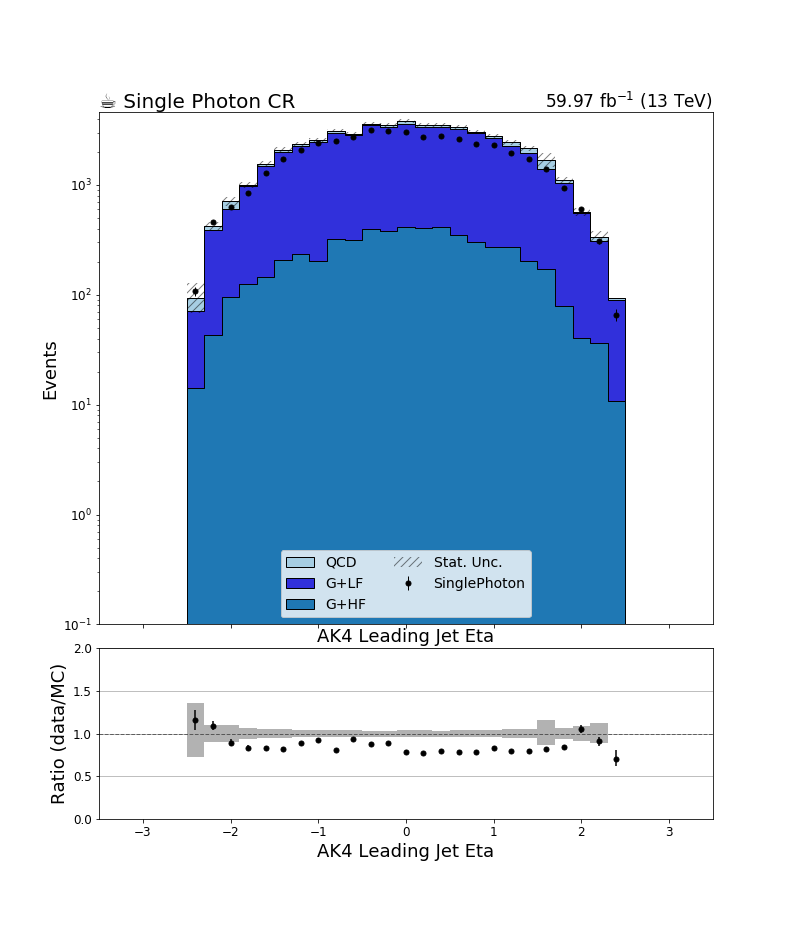 ☕ Single Photon CR 59.97 fb⁻¹ (13 TeV)
Events
10³
10²
10¹
10⁰
10⁻¹
QCD
G+LF
G+HF
Stat. Unc.
SinglePhoton
AK4 Leading Jet Eta
Ratio (data/MC)
2.0
1.5
1.0
0.5
0.0
−3 −2 −1 0 1 2 3
AK4 Leading Jet Eta